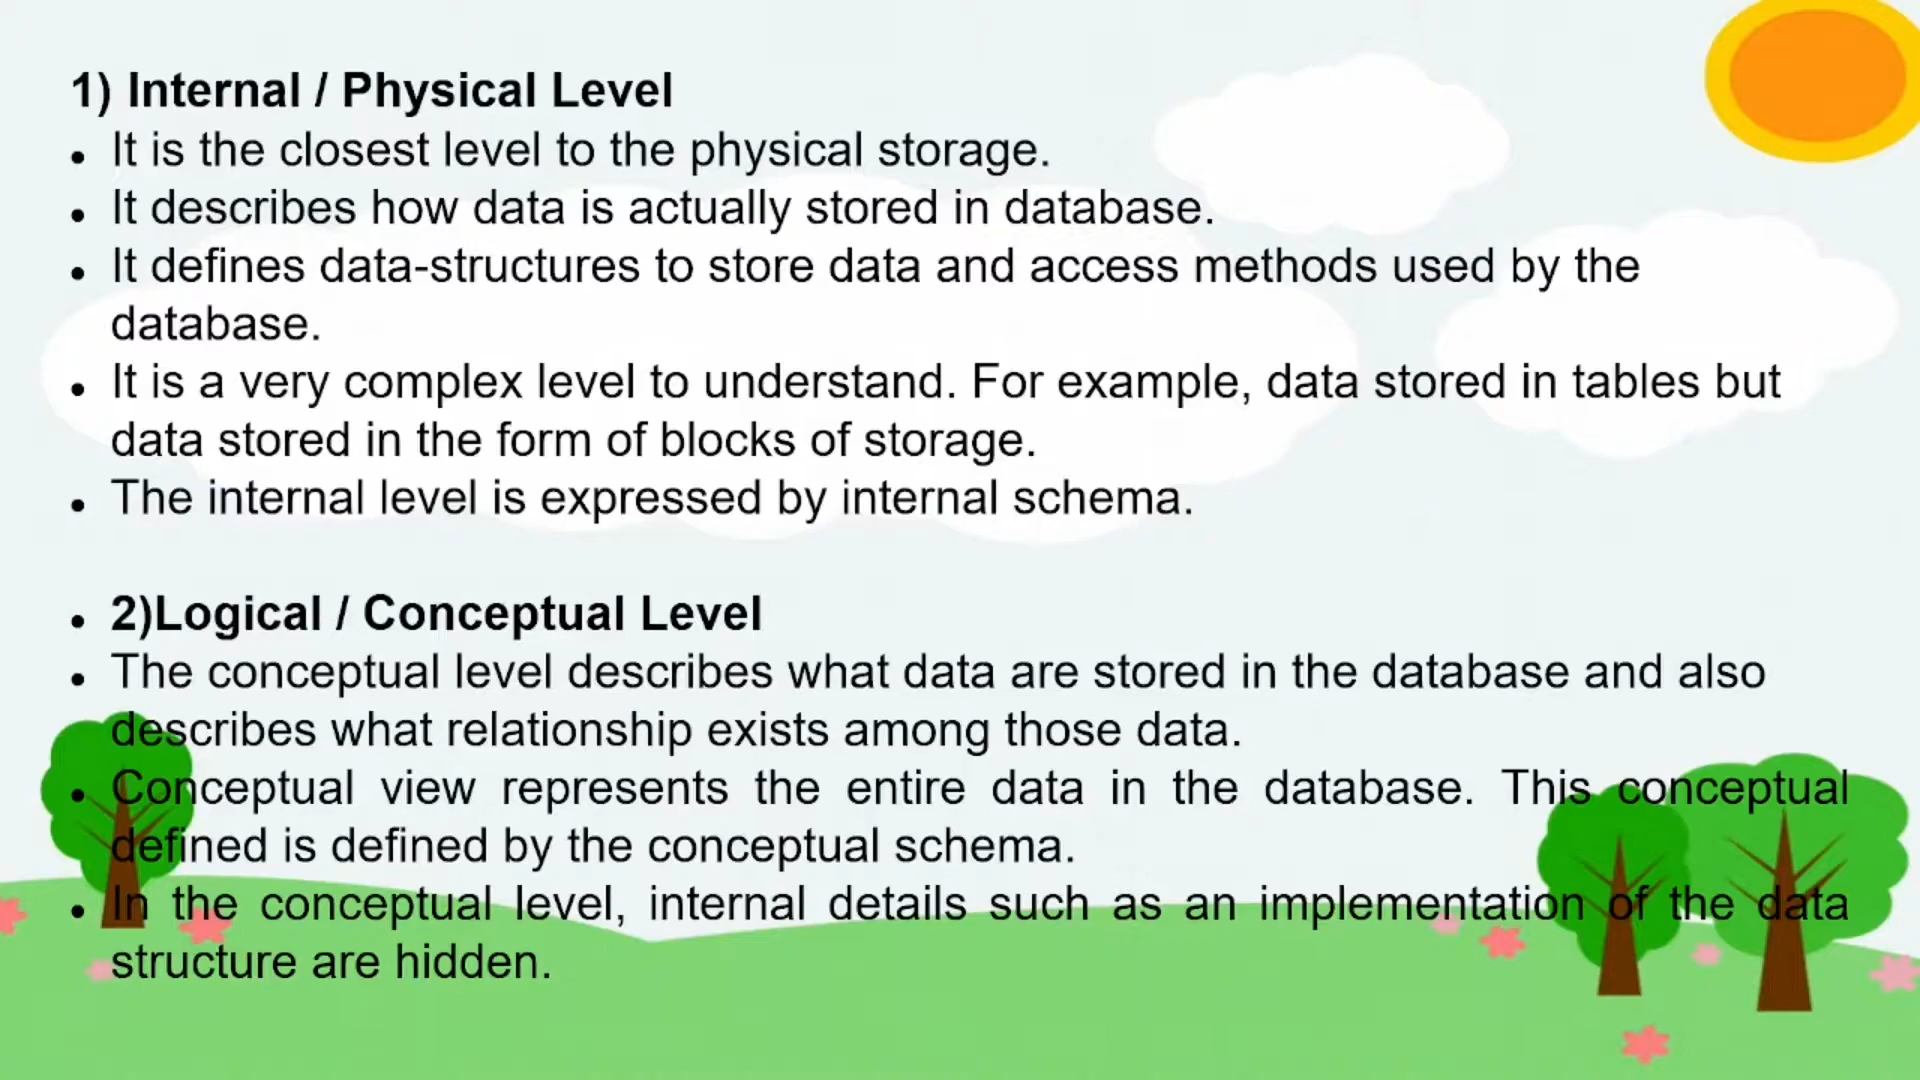 1) Internal / Physical Level
• It is the closest level to the physical storage.
• It describes how data is actually stored in database.
• It defines data-structures to store data and access methods used by the
database.
• It is a very complex level to understand. For example, data stored in tables but
data stored in the form of blocks of storage.
• The internal level is expressed by internal schema.
• 2)Logical / Conceptual Level
• The conceptual level describes what data are stored in the database and also
describes what relationship exists among those data.
• Conceptual view represents the entire data in the database. This conceptual
defined is defined by the conceptual schema.
• In the conceptual level, internal details such as an implementation of the data
structure are hidden.